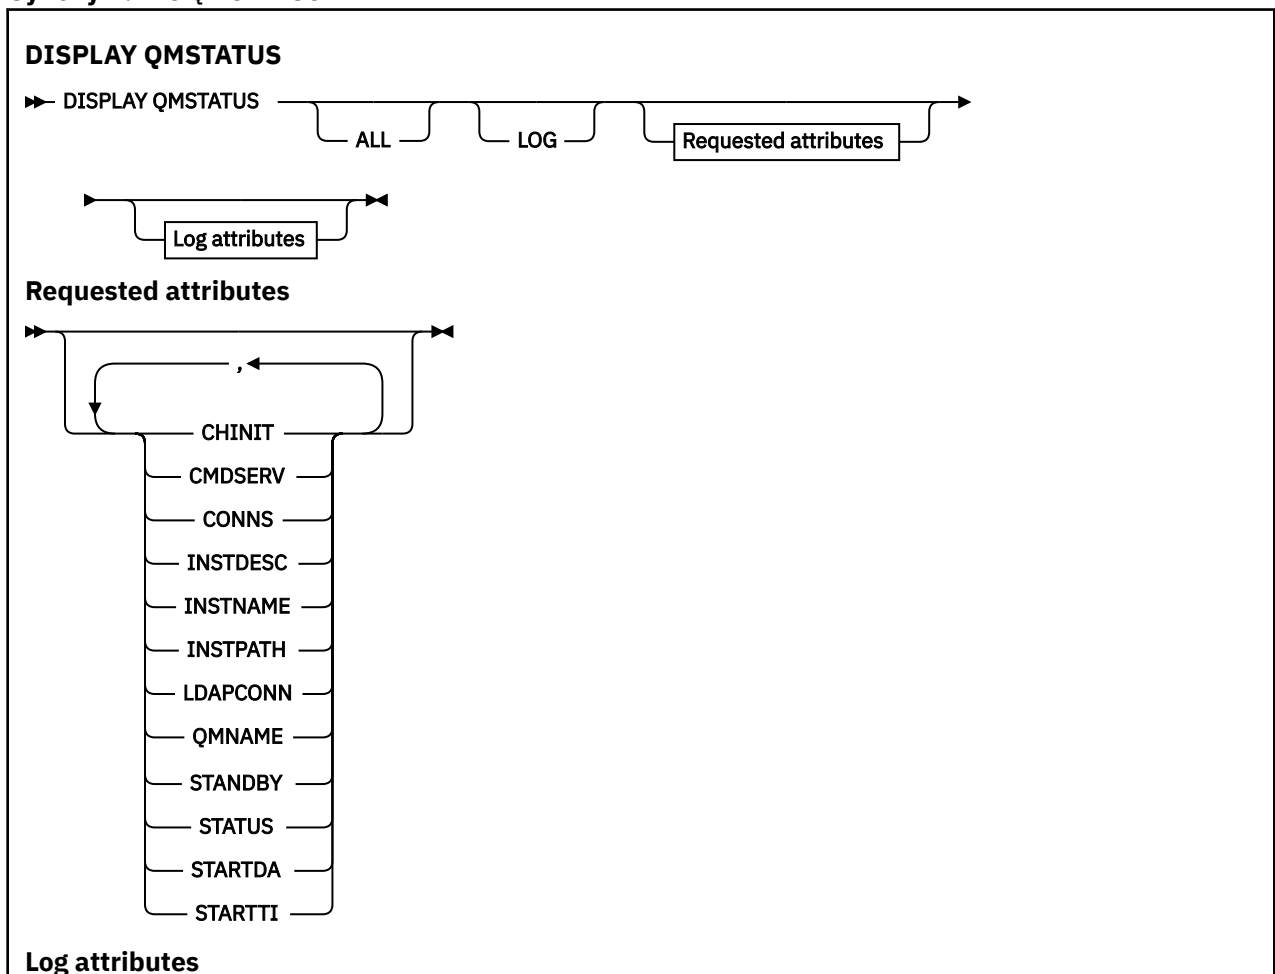 DISPLAY QMSTATUS
DISPLAY QMSTATUS
ALL
LOG
Requested attributes
Log attributes
Requested attributes
,
CHINIT
CMDSERV
CONNS
INSTDESC
INSTNAME
INSTPATH
LDAPCONN
QMNAME
STANDBY
STATUS
STARTDA
STARTTI
Log attributes